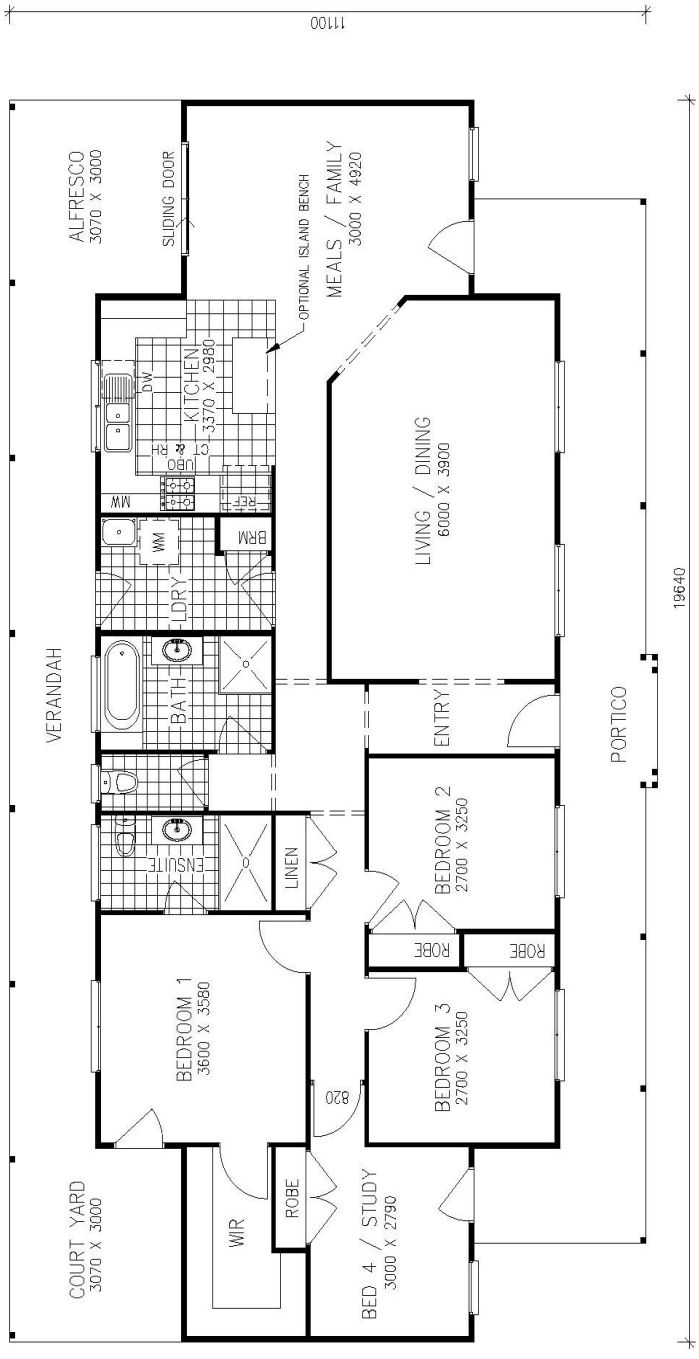 11100
ALFRESCO
3070 X 3000
SLIDING DOOR
MEALS / FAMILY
3000 X 4920
OPTIONAL ISLAND BENCH
KITCHEN
3370 X 2980
DW
CT & RH
UBO
MW
REF
LIVING / DINING
6000 X 3900
WM
BRM
LDRY
19640
VERANDAH
BATH
ENTRY
PORTICO
ENSUITE
LINEN
BEDROOM 2
2700 X 3250
ROBE
ROBE
BEDROOM 1
3600 X 3580
BEDROOM 3
2700 X 3250
820
COURT YARD
3070 X 3000
WIR
ROBE
BED 4 / STUDY
3000 X 2790